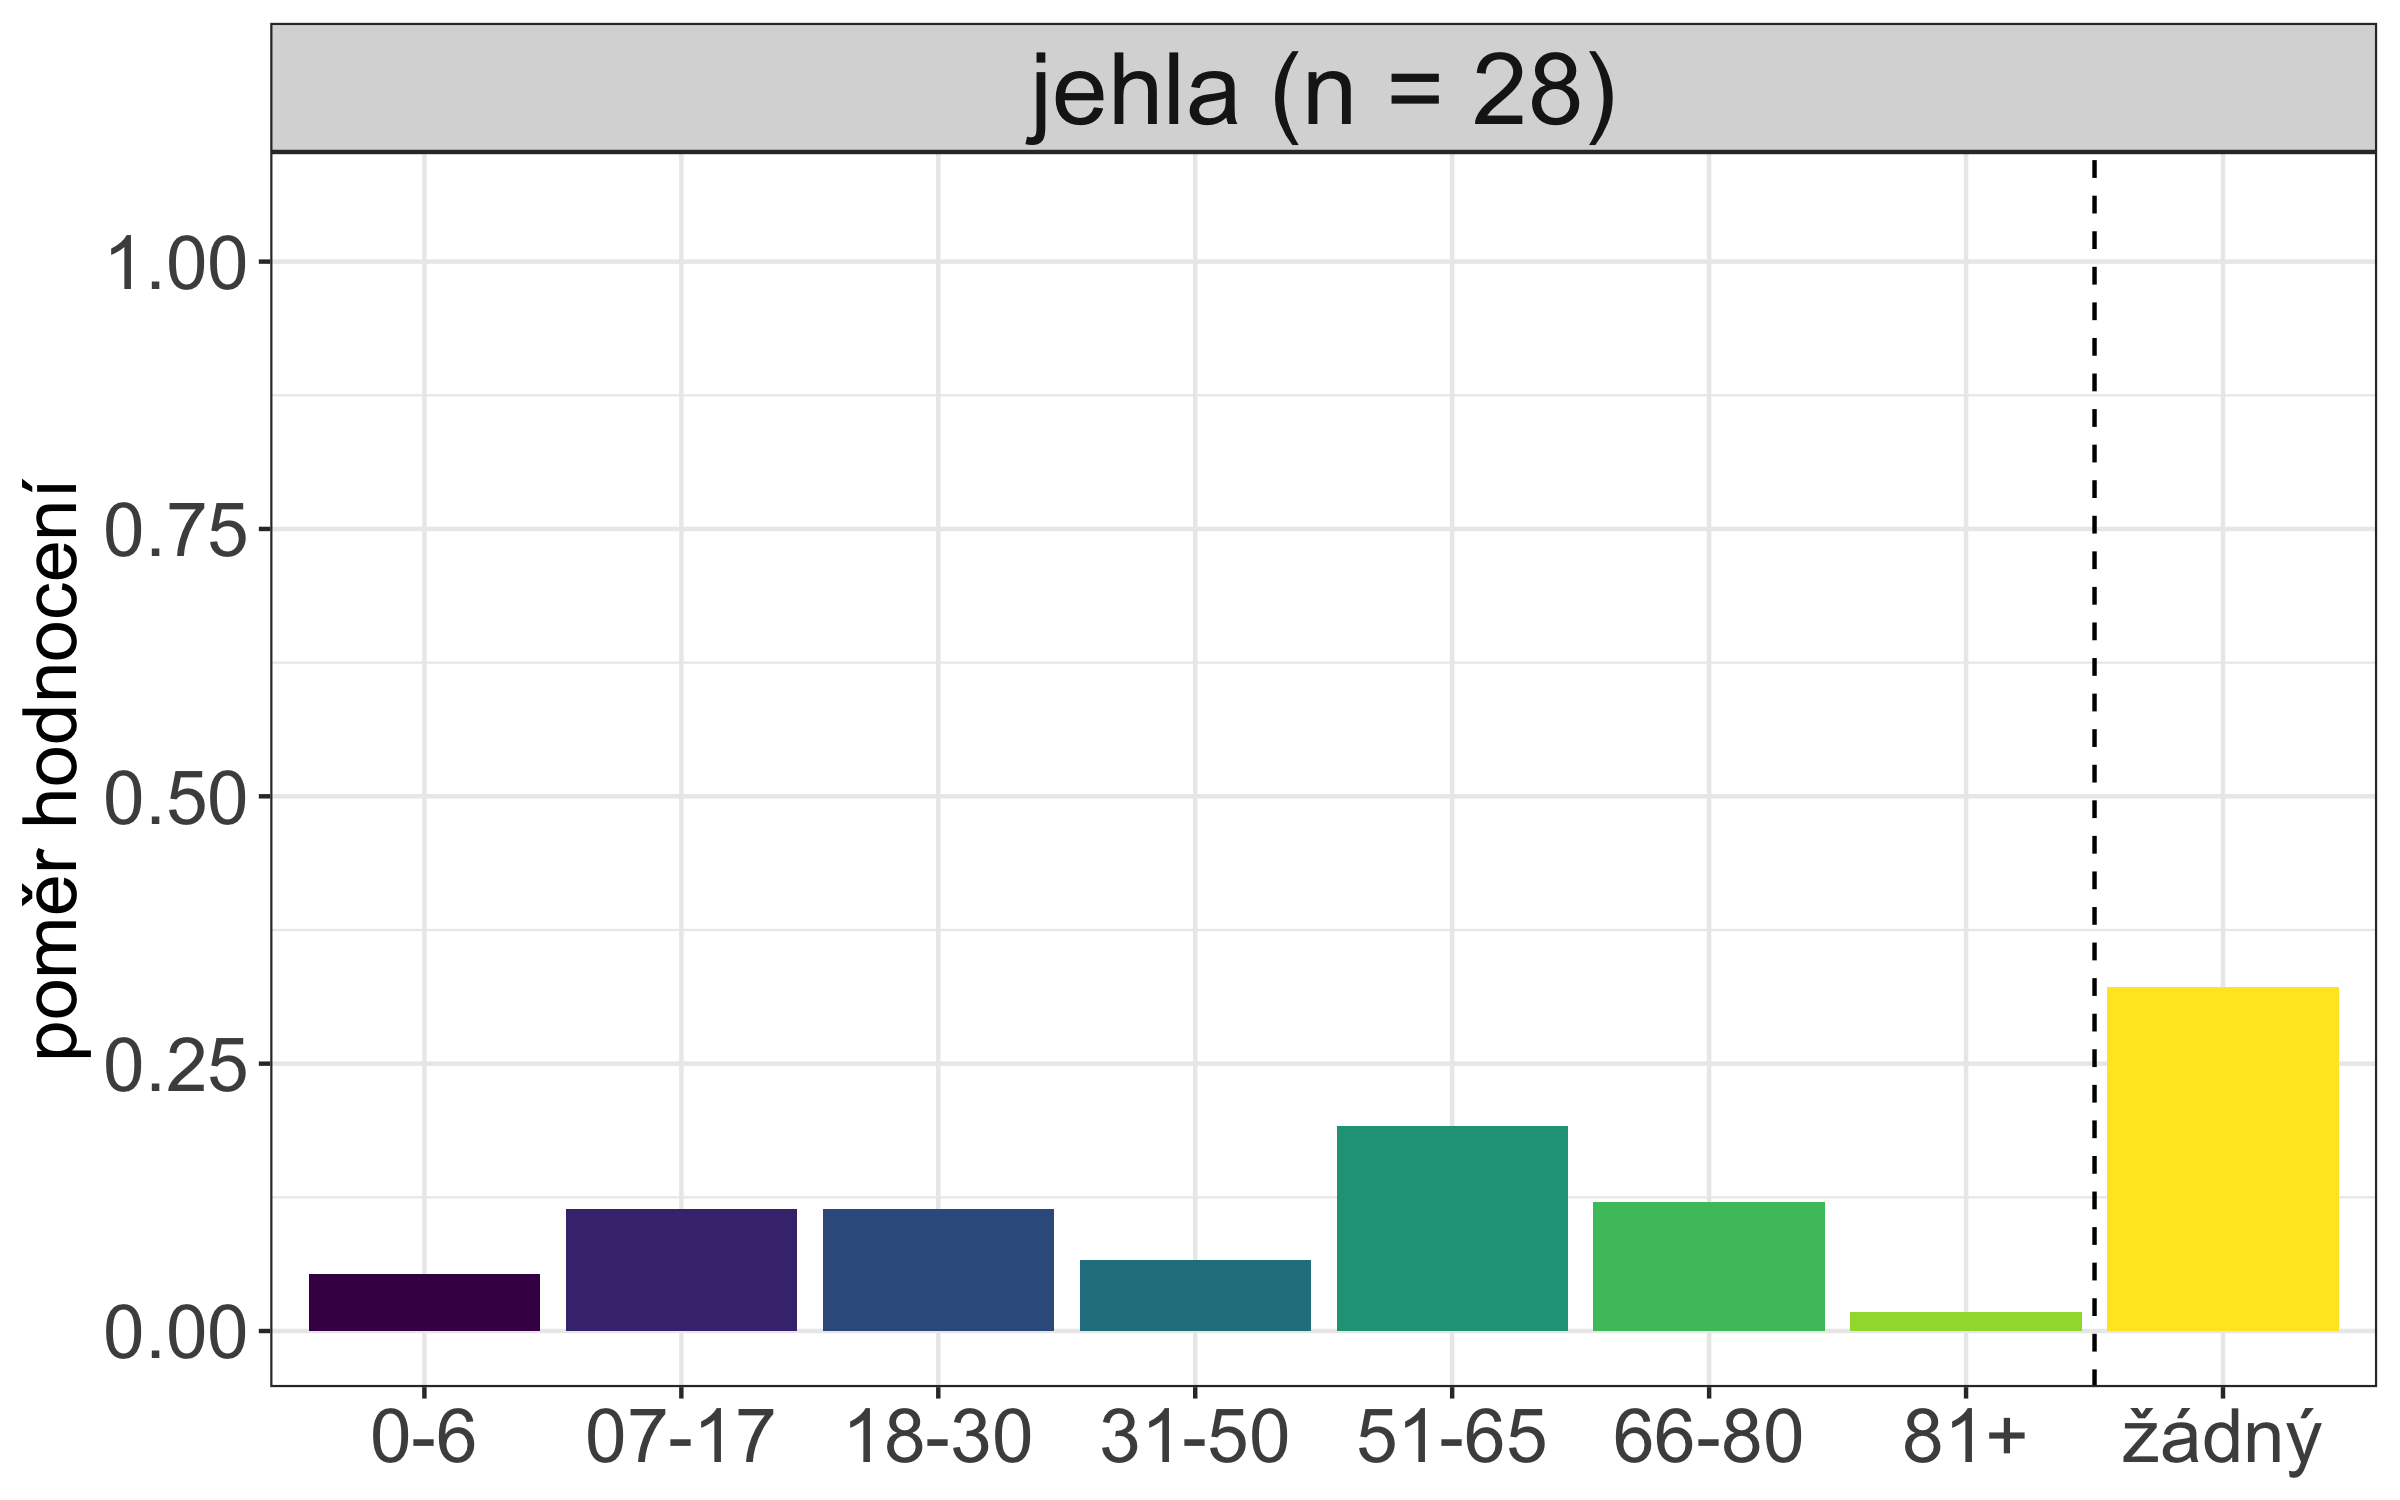 jehla (n = 28)
poměr hodnocení
1.00
0.75
0.50
0.25
0.00
0-6 07-17 18-30 31-50 51-65 66-80 81+ žádný